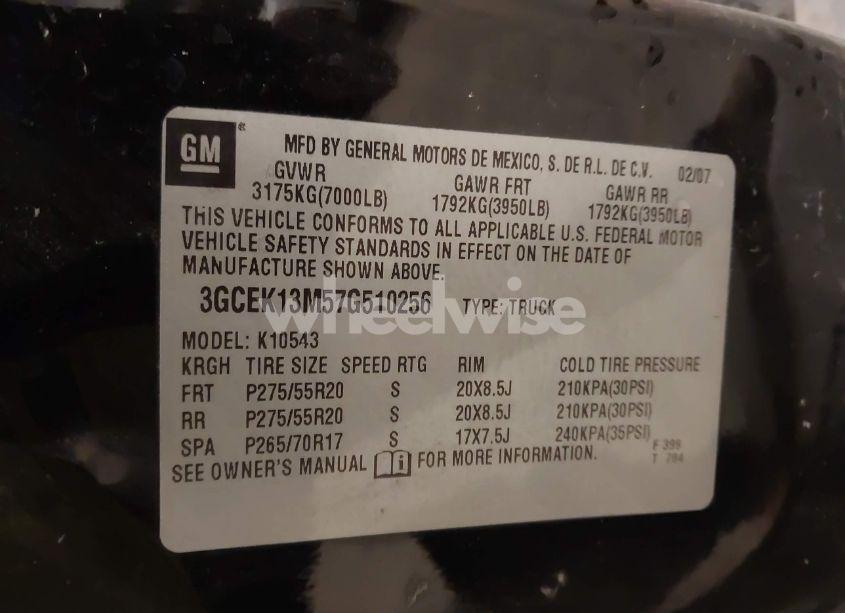 GM
MFD BY GENERAL MOTORS DE MEXICO, S. DE R.L. DE C.V. 02/07
GVWR GAWR FRT GAWR RR
3175KG(7000LB) 1792KG(3950LB) 1792KG(3950LB)
THIS VEHICLE CONFORMS TO ALL APPLICABLE U.S. FEDERAL MOTOR
VEHICLE SAFETY STANDARDS IN EFFECT ON THE DATE OF
MANUFACTURE SHOWN ABOVE.
3GCEK13M57G510256 TYPE: TRUCK
wheelwise
MODEL: K10543
KRGH TIRE SIZE SPEED RTG RIM COLD TIRE PRESSURE
FRT P275/55R20 S 20X8.5J 210KPA(30PSI)
RR P275/55R20 S 20X8.5J 210KPA(30PSI)
SPA P265/70R17 S 17X7.5J 240KPA(35PSI)
F 399
T 784
SEE OWNER'S MANUAL FOR MORE INFORMATION.